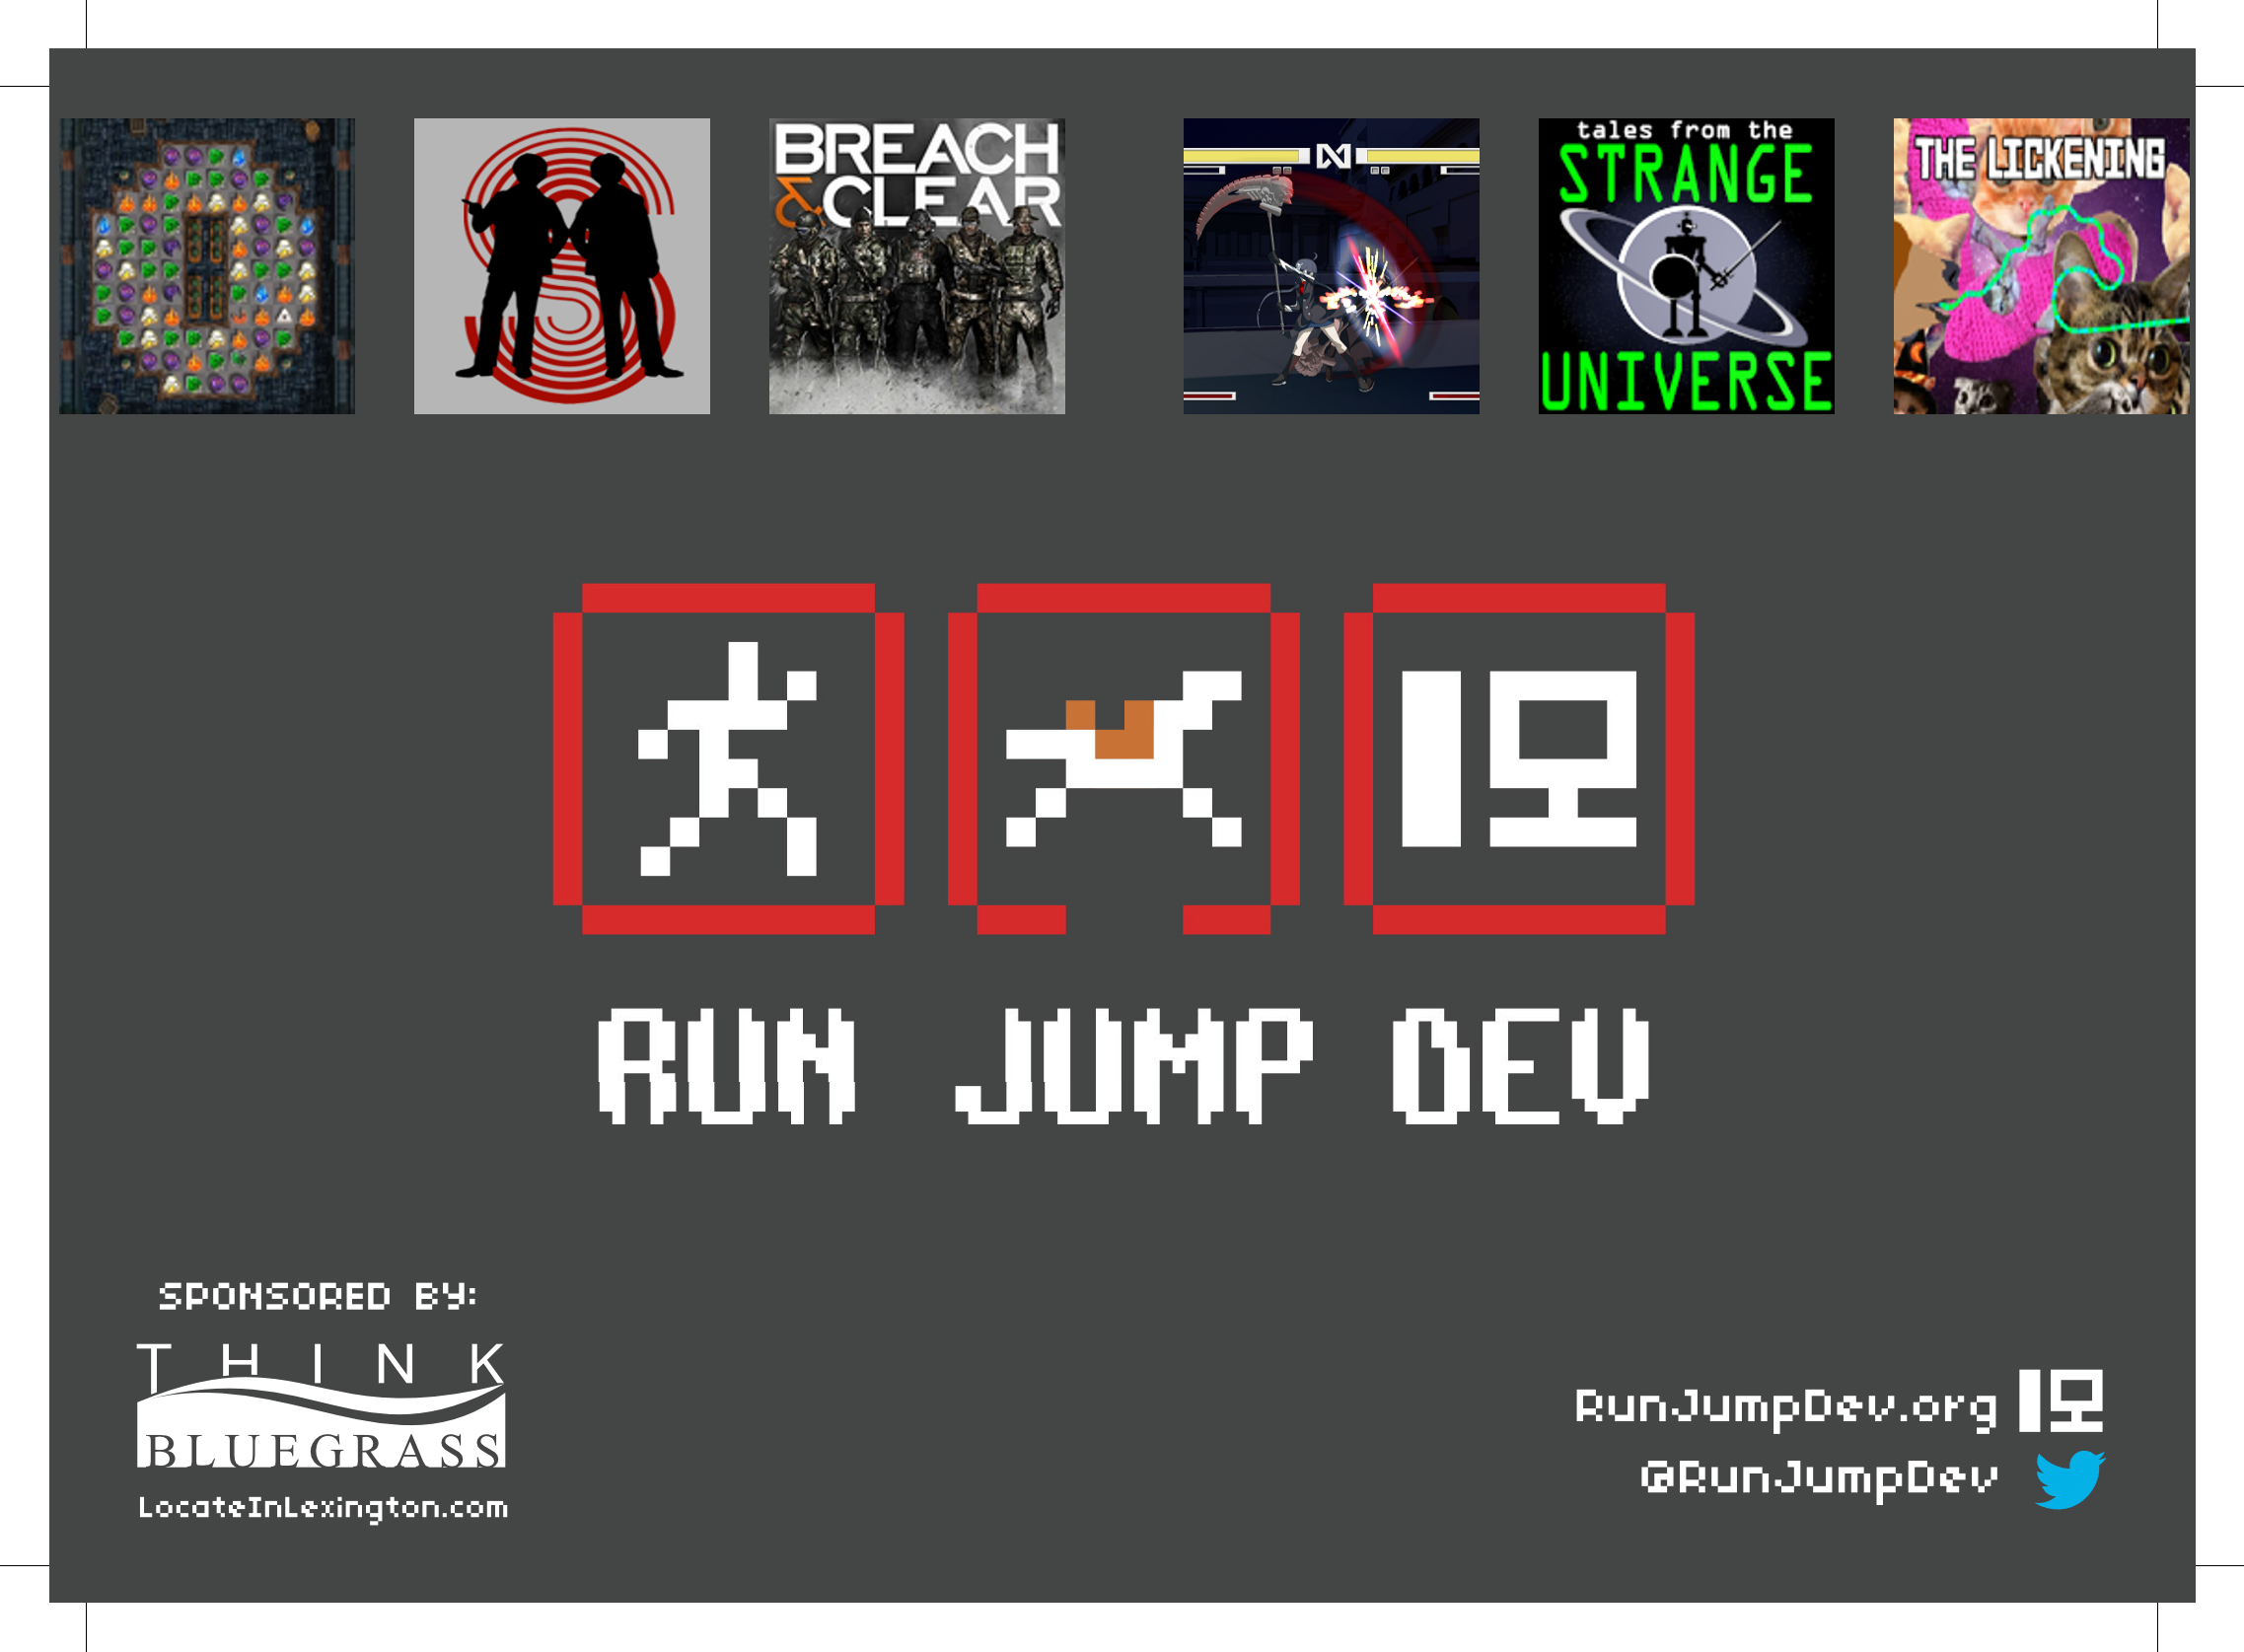 BREACH
&CLEAR
tales from the
STRANGE
UNIVERSE
THE LICKENING
RUN JUMP DEV
SPONSORED BY:
THINK
BLUEGRASS
LocateInLexington.com
RunJumpDev.org
@RunJumpDev